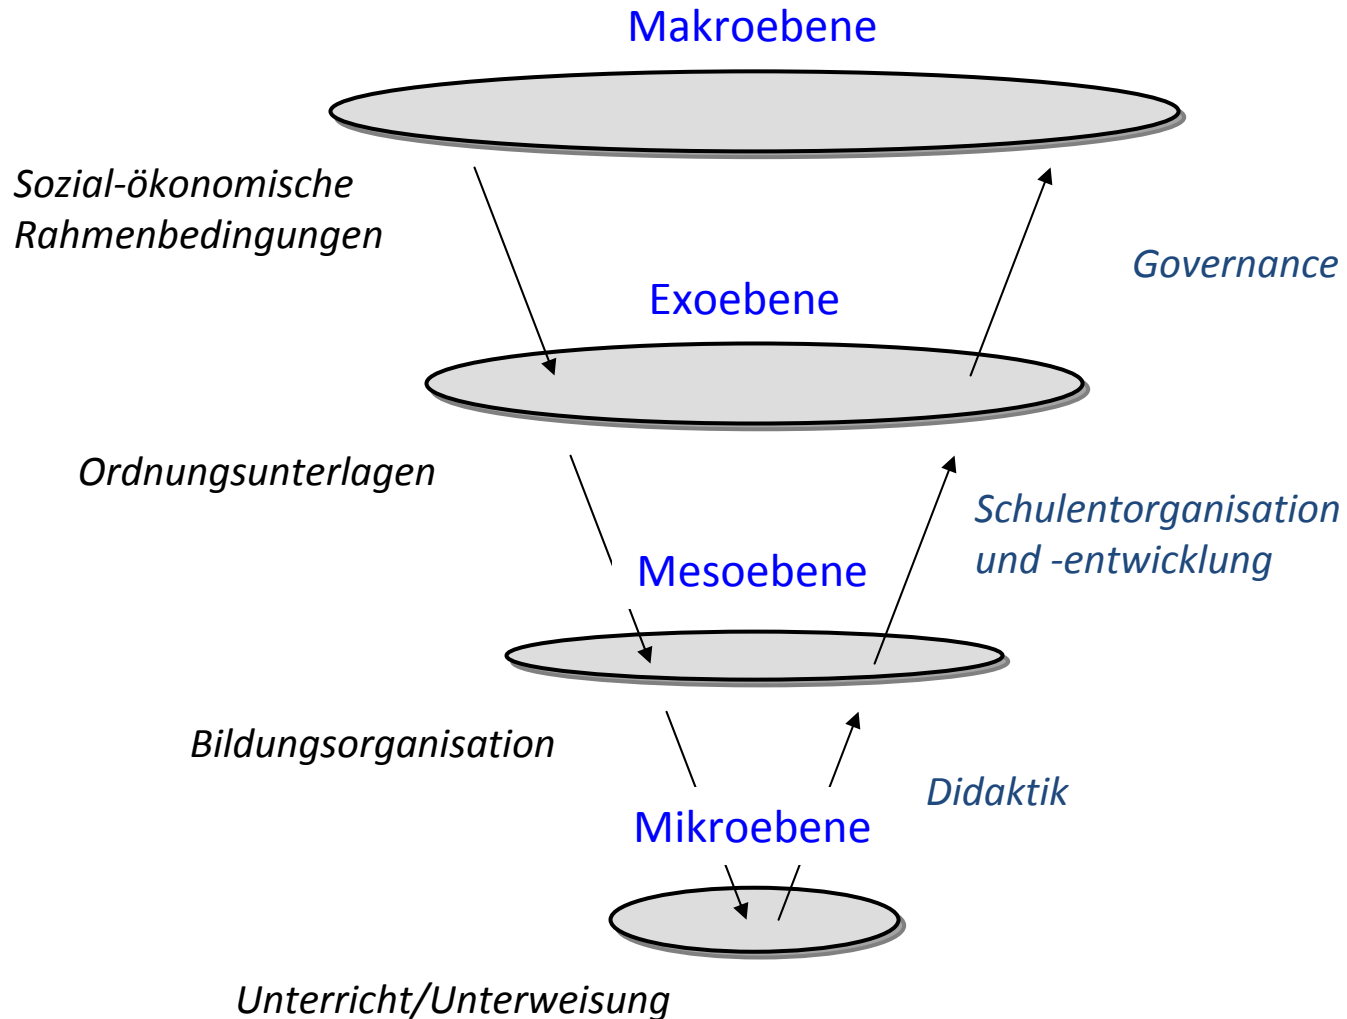 Makroebene
Sozial-ökonomische
Rahmenbedingungen
Governance
Exoebene
Ordnungsunterlagen
Schulentorganisation
und -entwicklung
Mesoebene
Bildungsorganisation
Didaktik
Mikroebene
Unterricht/Unterweisung